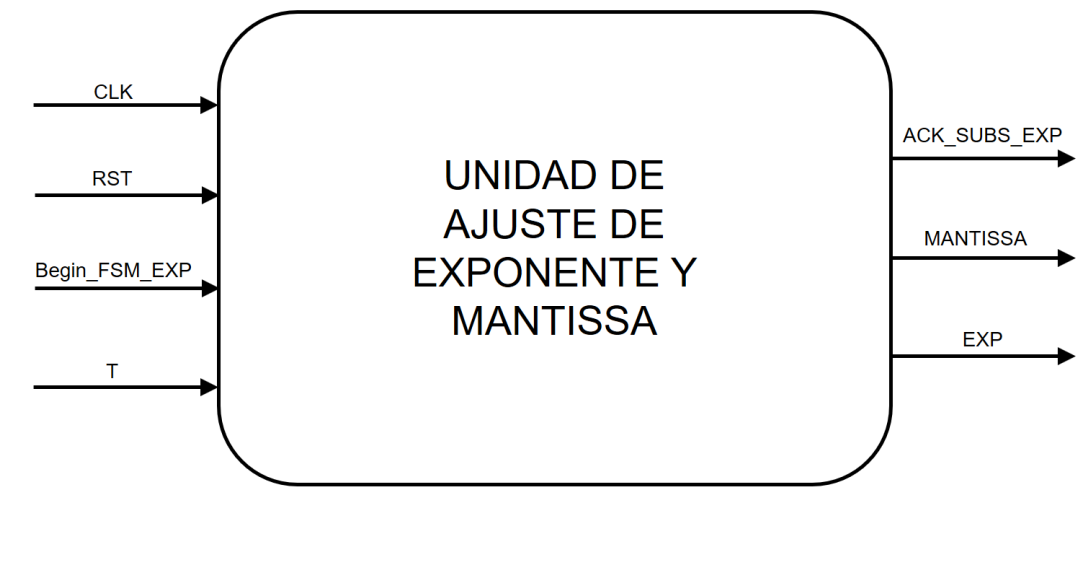 CLK
RST
Begin_FSM_EXP
T
UNIDAD DE
AJUSTE DE
EXPONENTE Y
MANTISSA
ACK_SUBS_EXP
MANTISSA
EXP